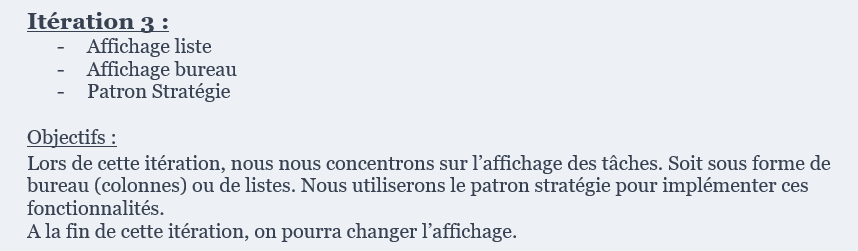 Itération 3 :
- Affichage liste
- Affichage bureau
- Patron Stratégie
Objectifs :
Lors de cette itération, nous nous concentrons sur l’affichage des tâches. Soit sous forme de
bureau (colonnes) ou de listes. Nous utiliserons le patron stratégie pour implémenter ces
fonctionnalités.
A la fin de cette itération, on pourra changer l’affichage.